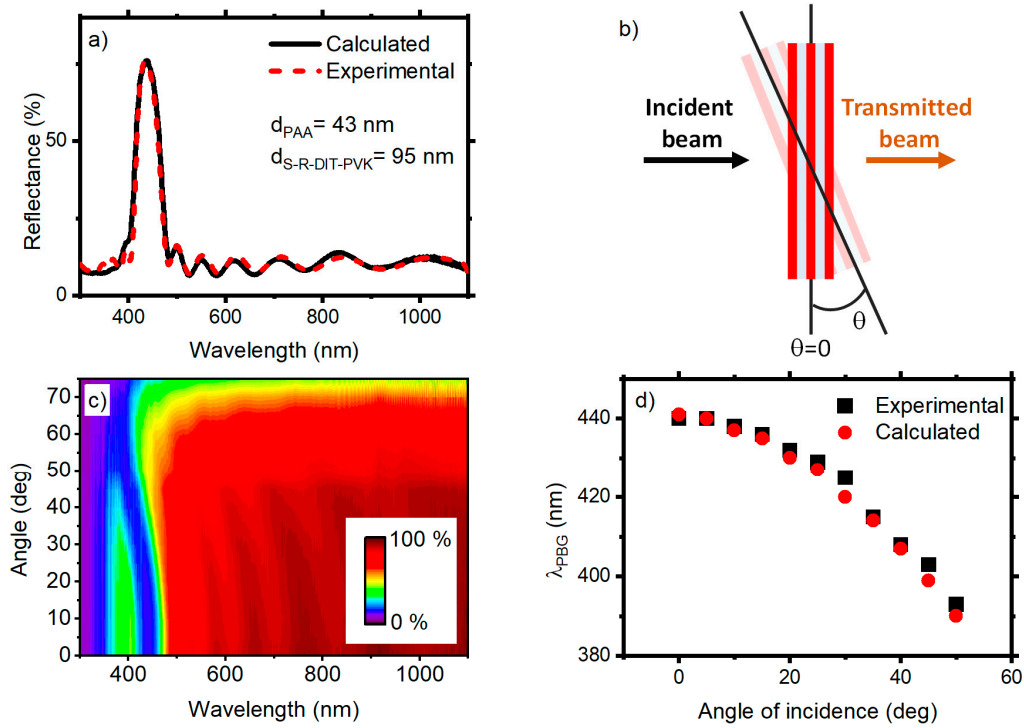 a)
Calculated
Experimental
d_PAA= 43 nm
d_S-R-DIT-PVK= 95 nm
Reflectance (%)
50
0
400 600 800 1000
Wavelength (nm)
b)
Incident
beam
Transmitted
beam
θ
θ=0
c)
Angle (deg)
70
60
50
40
30
20
10
0
100 %
0 %
400 600 800 1000
Wavelength (nm)
d)
Experimental
Calculated
λ_PBG (nm)
440
420
400
380
0 20 40 60
Angle of incidence (deg)